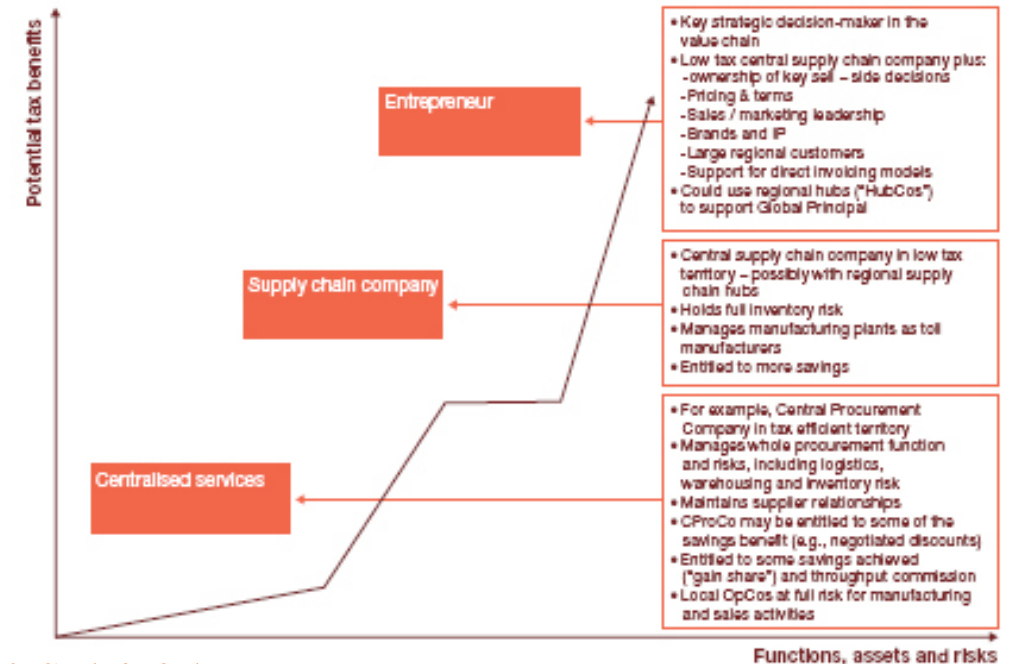 Potential tax benefits
Entrepreneur
• Key strategic decision-maker in the
value chain
• Low tax central supply chain company plus:
-ownership of key sell – side decisions
-Pricing & terms
-Sales / marketing leadership
-Brands and IP
-Large regional customers
-Support for direct invoicing models
• Could use regional hubs ("HubCos")
to support Global Principal
Supply chain company
• Central supply chain company in low tax
territory – possibly with regional supply
chain hubs
• Holds full inventory risk
• Manages manufacturing plants as toll
manufacturers
• Entitled to more savings
Centralised services
• For example, Central Procurement
Company in tax efficient territory
• Manages whole procurement function
and risks, including logistics,
warehousing and inventory risk
• Maintains supplier relationships
• CProCo may be entitled to some of the
savings benefit (e.g., negotiated discounts)
• Entitled to some savings achieved
("gain share") and throughput commission
• Local OpCos at full risk for manufacturing
and sales activities
Functions, assets and risks